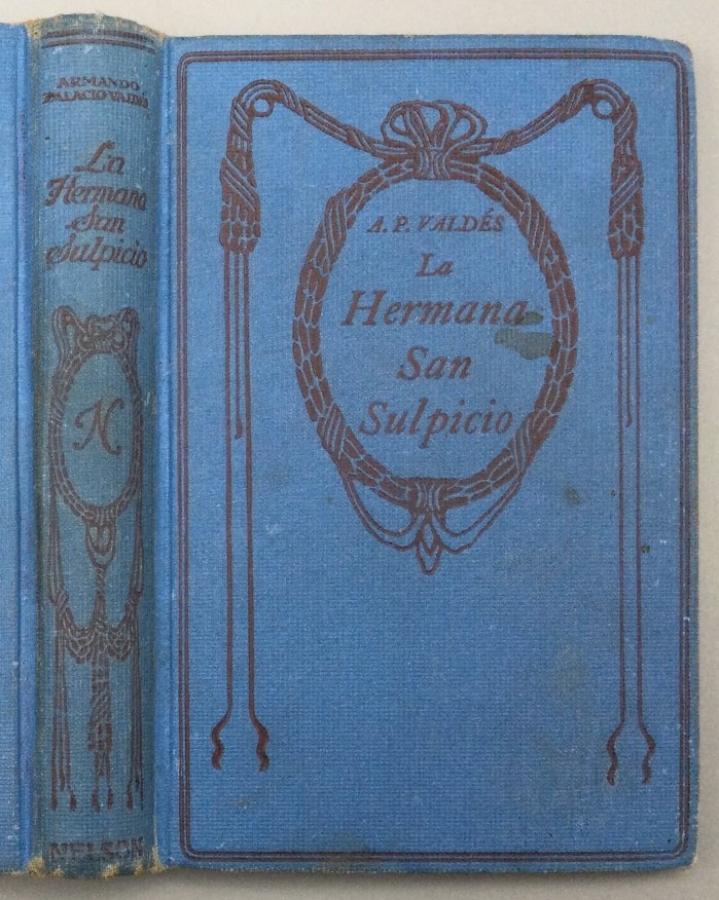 ARMANDO
PALACIO VALDÉS
La
Hermana
San
Sulpicio
N
NELSON
A. P. VALDÉS
La
Hermana
San
Sulpicio